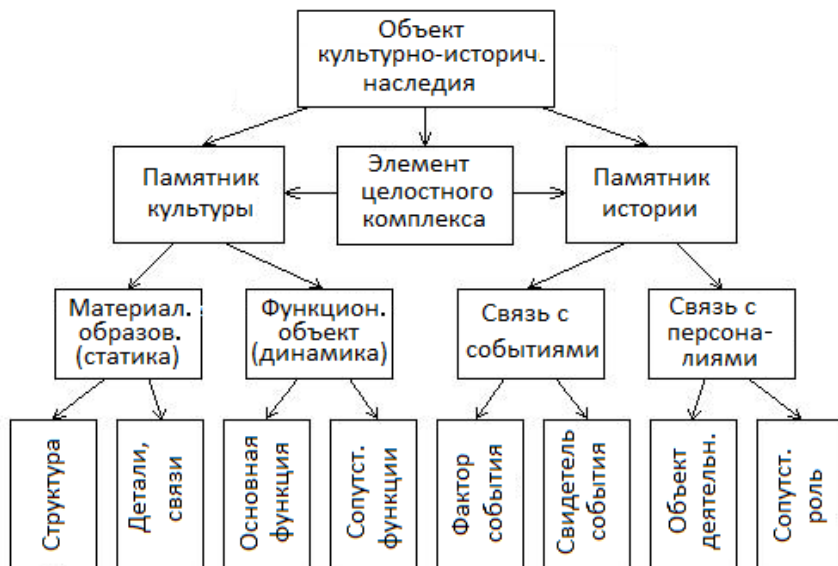 Объект
культурно-историч.
наследия
Памятник
культуры
Элемент
целостного
комплекса
Памятник
истории
Материал.
образов.
(статика)
Функцион.
объект
(динамика)
Связь с
событиями
Связь с
персона-
лиями
Структура
Детали,
связи
Основная
функция
Сопутст.
функции
Фактор
события
Свидетель
события
Объект
деятельн.
Сопутст.
роль